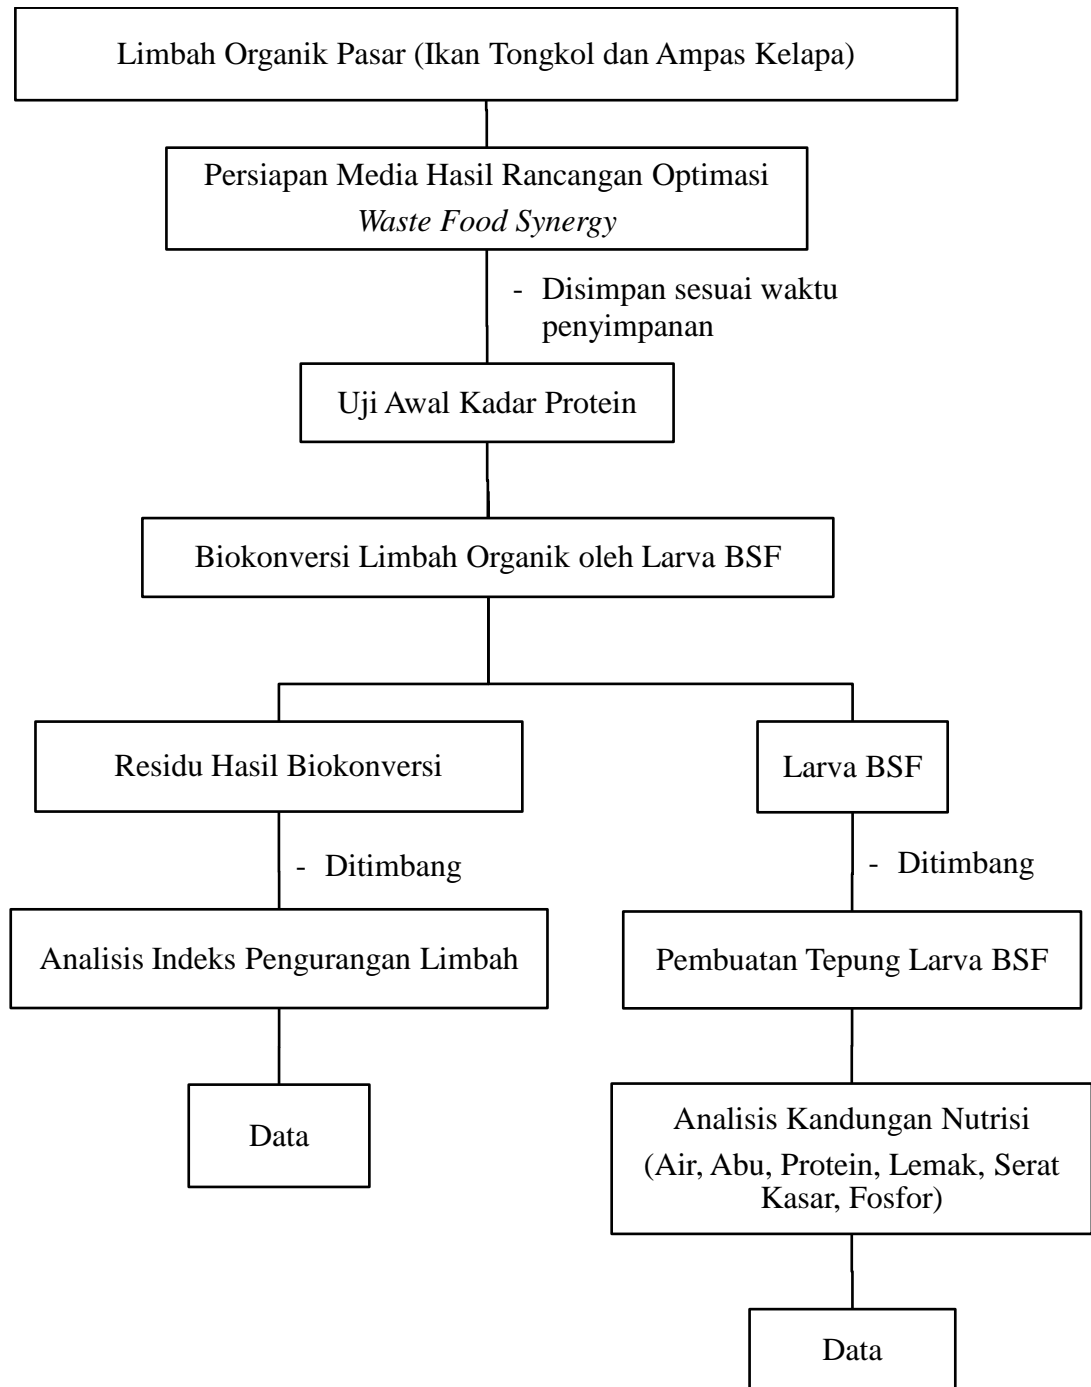 Limbah Organik Pasar (Ikan Tongkol dan Ampas Kelapa)
Persiapan Media Hasil Rancangan Optimasi
Waste Food Synergy
- Disimpan sesuai waktu
penyimpanan
Uji Awal Kadar Protein
Biokonversi Limbah Organik oleh Larva BSF
Residu Hasil Biokonversi
Larva BSF
- Ditimbang
- Ditimbang
Analisis Indeks Pengurangan Limbah
Pembuatan Tepung Larva BSF
Data
Analisis Kandungan Nutrisi
(Air, Abu, Protein, Lemak, Serat
Kasar, Fosfor)
Data